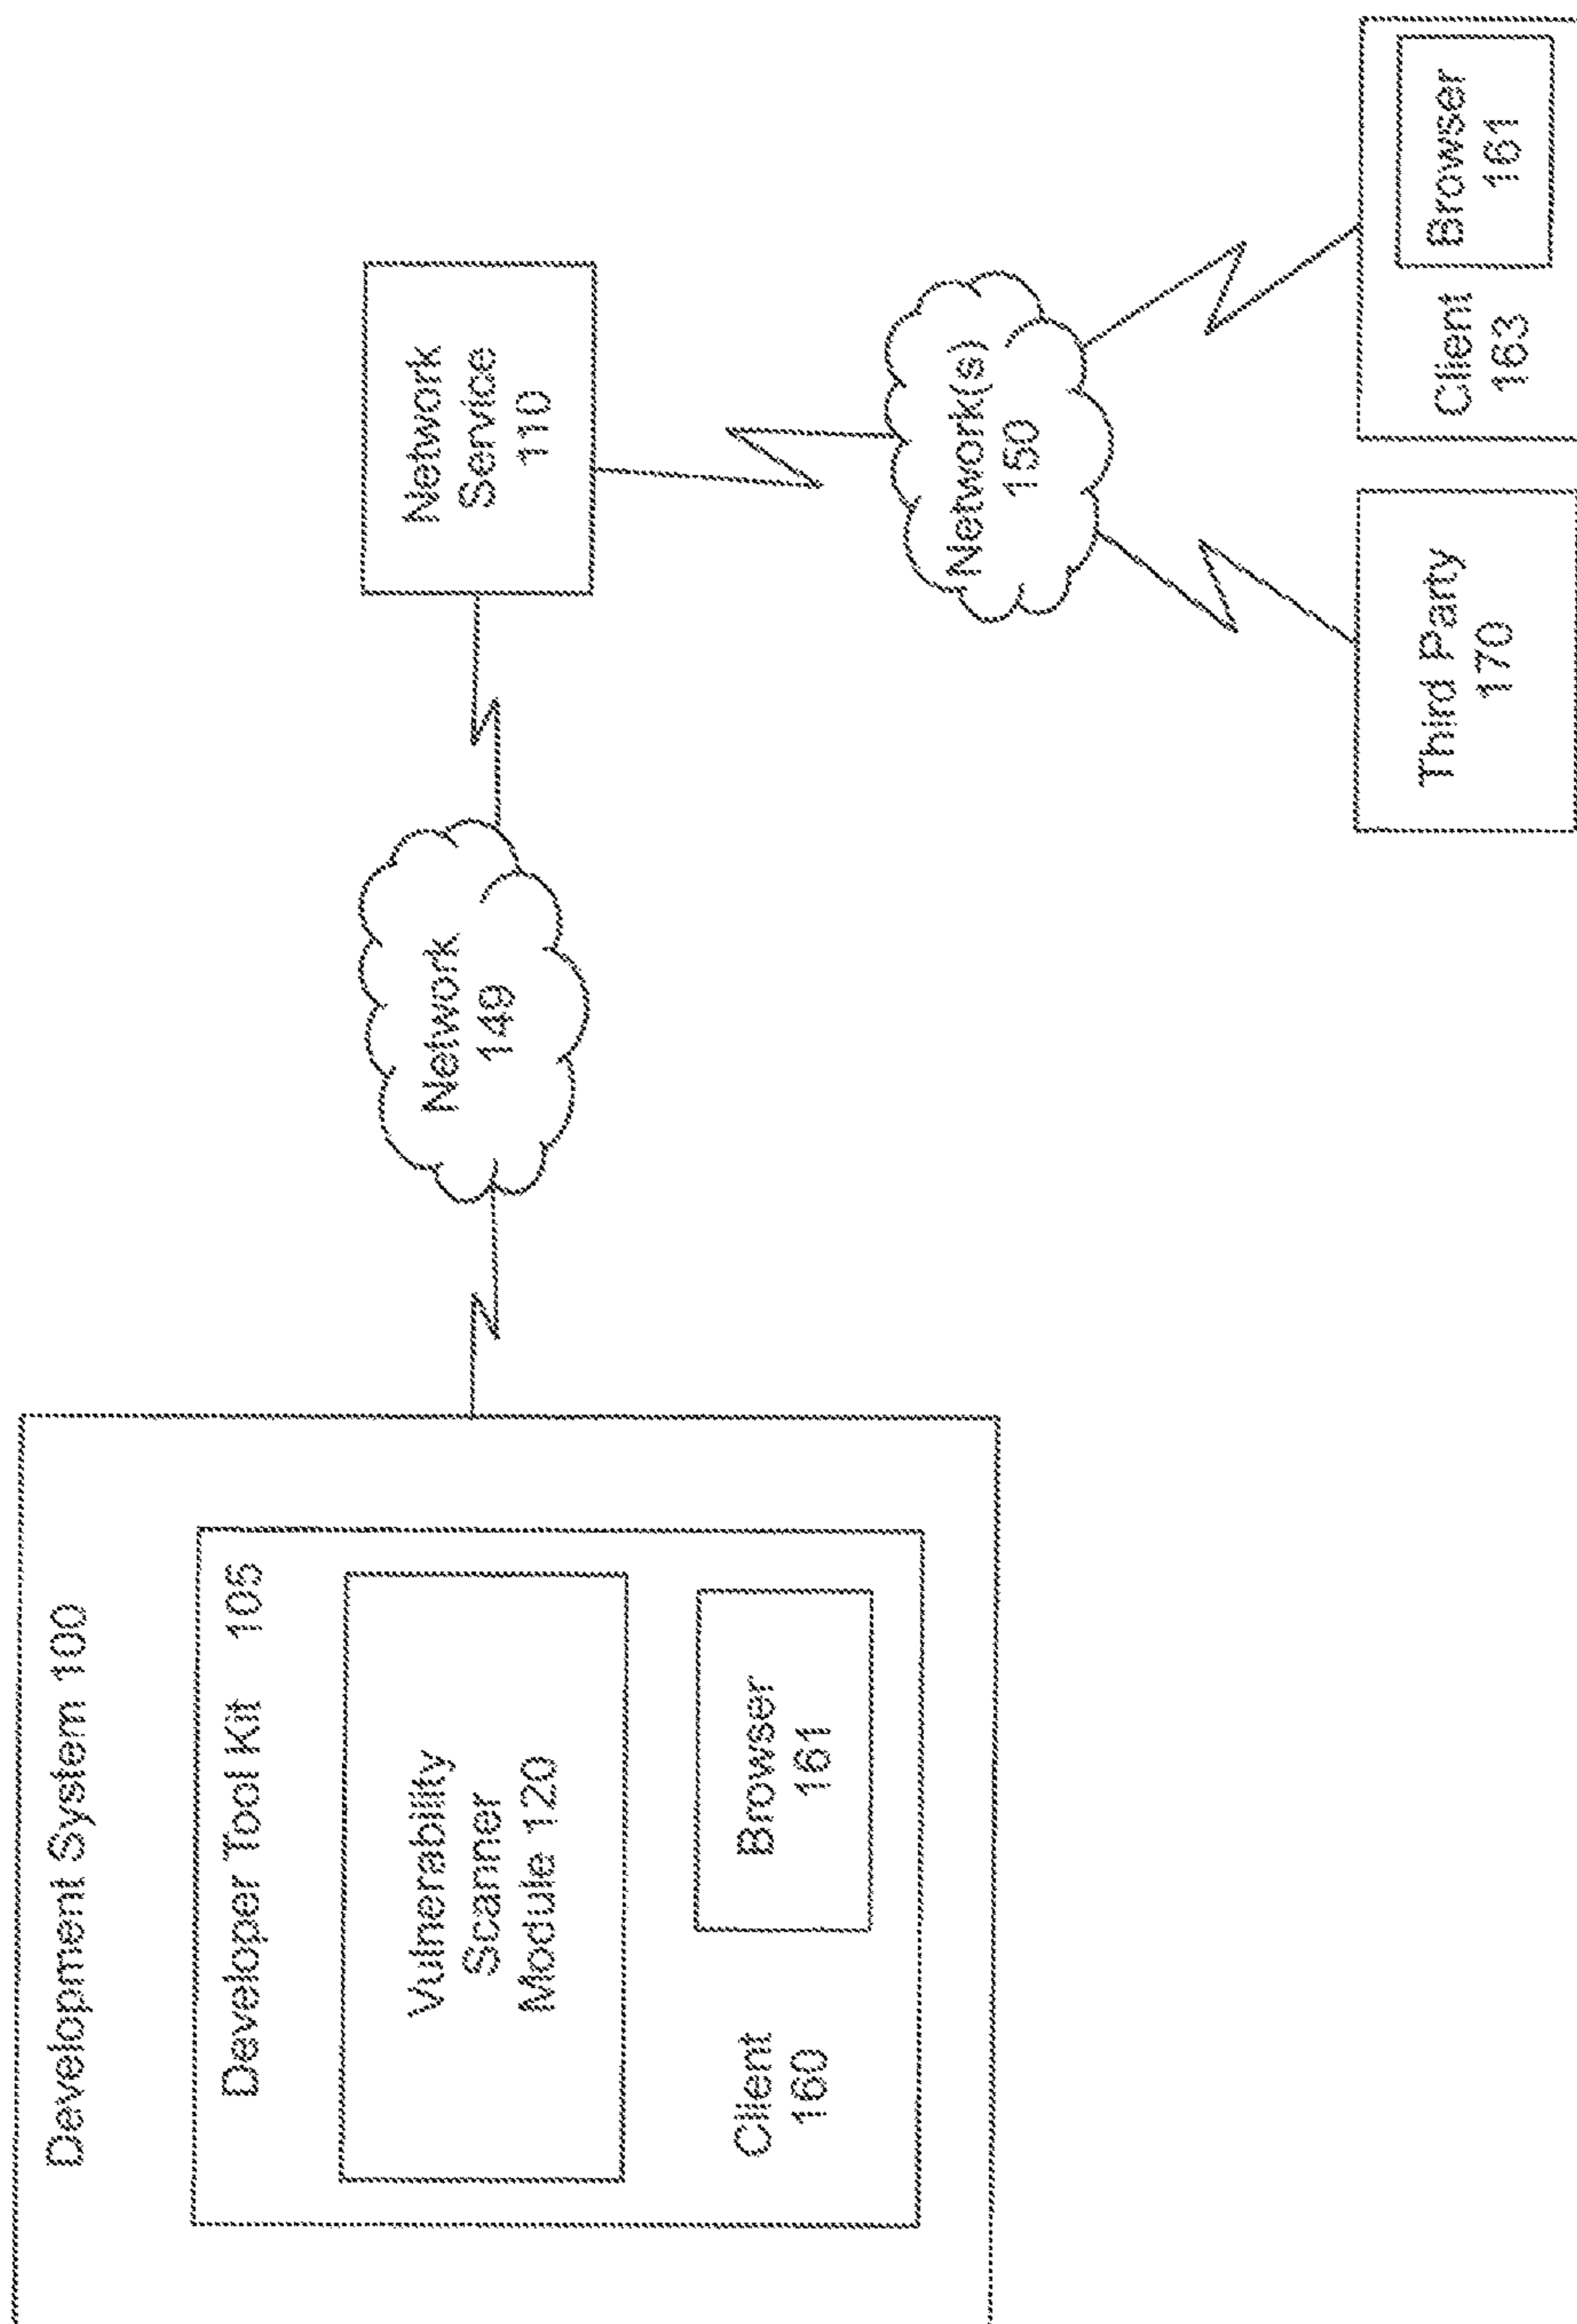 Development System 100
Developer Tool Kit 105
Vulnerability
Scanner
Module 120
Client
160
Browser
161
Network
149
Network
Service
110
Network(s)
150
Third Party
170
Client
163
Browser
161